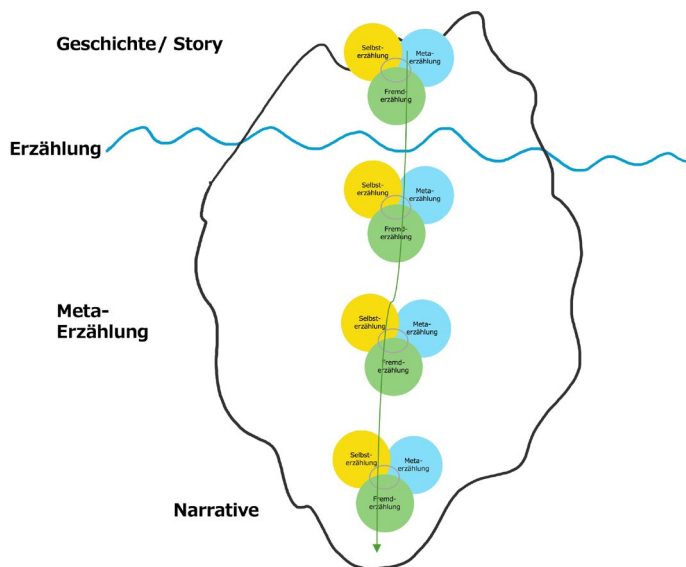 Geschichte/ Story
Selbst-
erzählung
Meta-
erzählung
Fremd-
erzählung
Erzählung
Selbst-
erzählung
Meta-
erzählung
Fremd-
erzählung
Meta-
Erzählung
Selbst-
erzählung
Meta-
erzählung
Fremd-
erzählung
Selbst-
erzählung
Meta-
erzählung
Fremd-
erzählung
Narrative